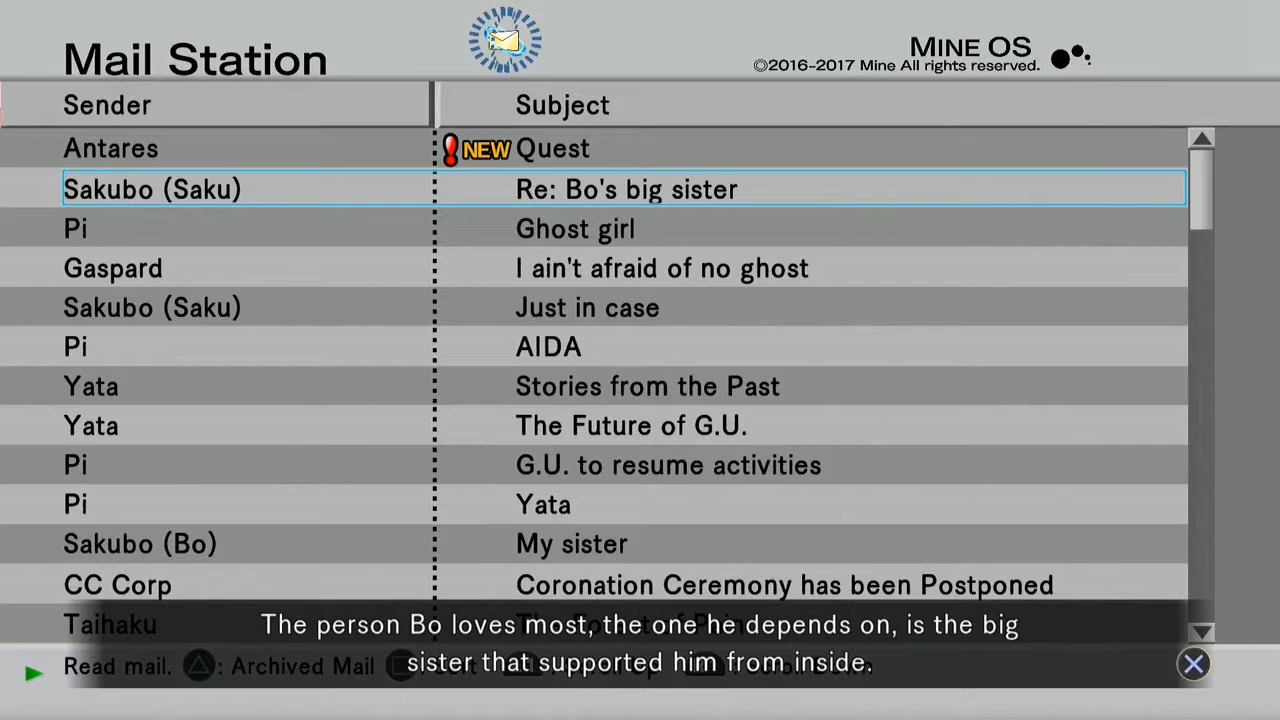 Mail Station
MINE OS
©2016-2017 Mine All rights reserved.
Sender Subject
Antares NEW Quest
Sakubo (Saku) Re: Bo's big sister
Pi Ghost girl
Gaspard I ain't afraid of no ghost
Sakubo (Saku) Just in case
Pi AIDA
Yata Stories from the Past
Yata The Future of G.U.
Pi G.U. to resume activities
Pi Yata
Sakubo (Bo) My sister
CC Corp Coronation Ceremony has been Postponed
Taihaku
The person Bo loves most, the one he depends on, is the big
sister that supported him from inside.
Read mail. : Archived Mail